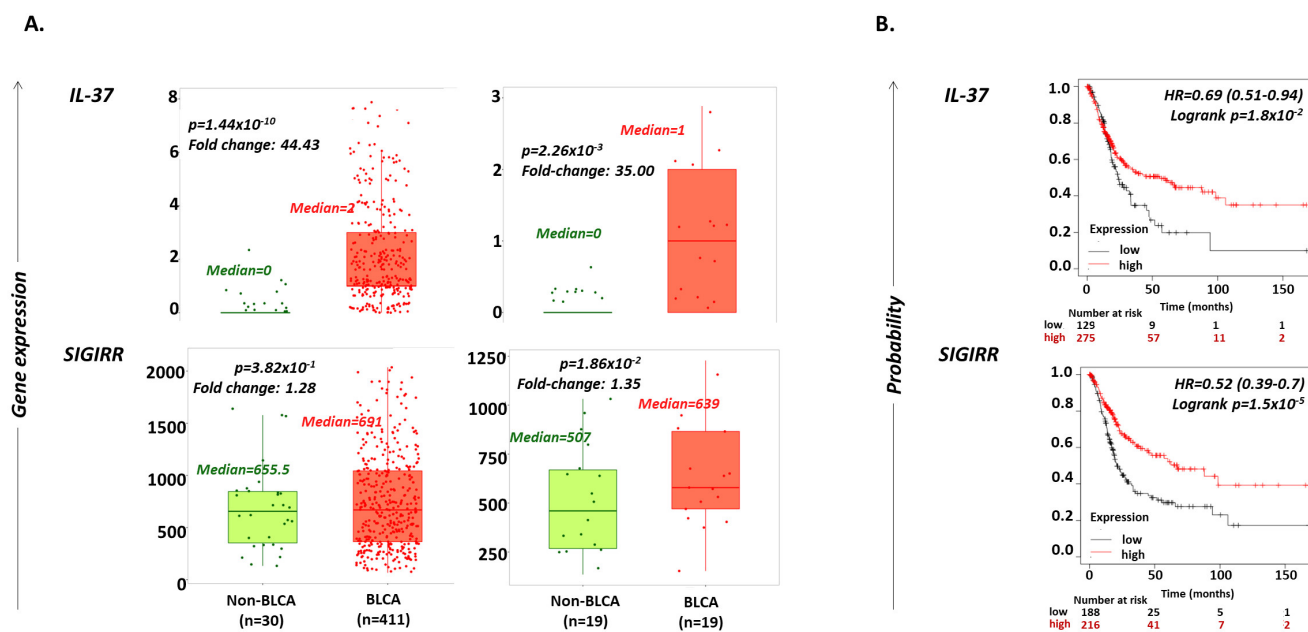 A.
B.
Gene expression
IL-37
8
6
4
2
0
p=1.44x10-10
Fold change: 44.43
Median=2
Median=0
3
2
1
0
Median=1
p=2.26x10-3
Fold-change: 35.00
Median=0
SIGIRR
2000
1500
1000
500
0
p=3.82x10-1
Fold change: 1.28
Median=691
Median=655.5
Non-BLCA
(n=30)
BLCA
(n=411)
1250
1000
750
500
250
p=1.86x10-2
Fold-change: 1.35
Median=639
Median=507
Non-BLCA
(n=19)
BLCA
(n=19)
Probability
IL-37
1.0
0.8
0.6
0.4
0.2
0.0
HR=0.69 (0.51-0.94)
Logrank p=1.8x10-2
Expression
low
high
0 50 100 150
Time (months)
Number at risk
low 129 9 1 1
high 275 57 11 2
SIGIRR
1.0
0.8
0.6
0.4
0.2
0.0
HR=0.52 (0.39-0.7)
Logrank p=1.5x10-5
Expression
low
high
0 50 100 150
Time (months)
Number at risk
low 188 25 5 1
high 216 41 7 2